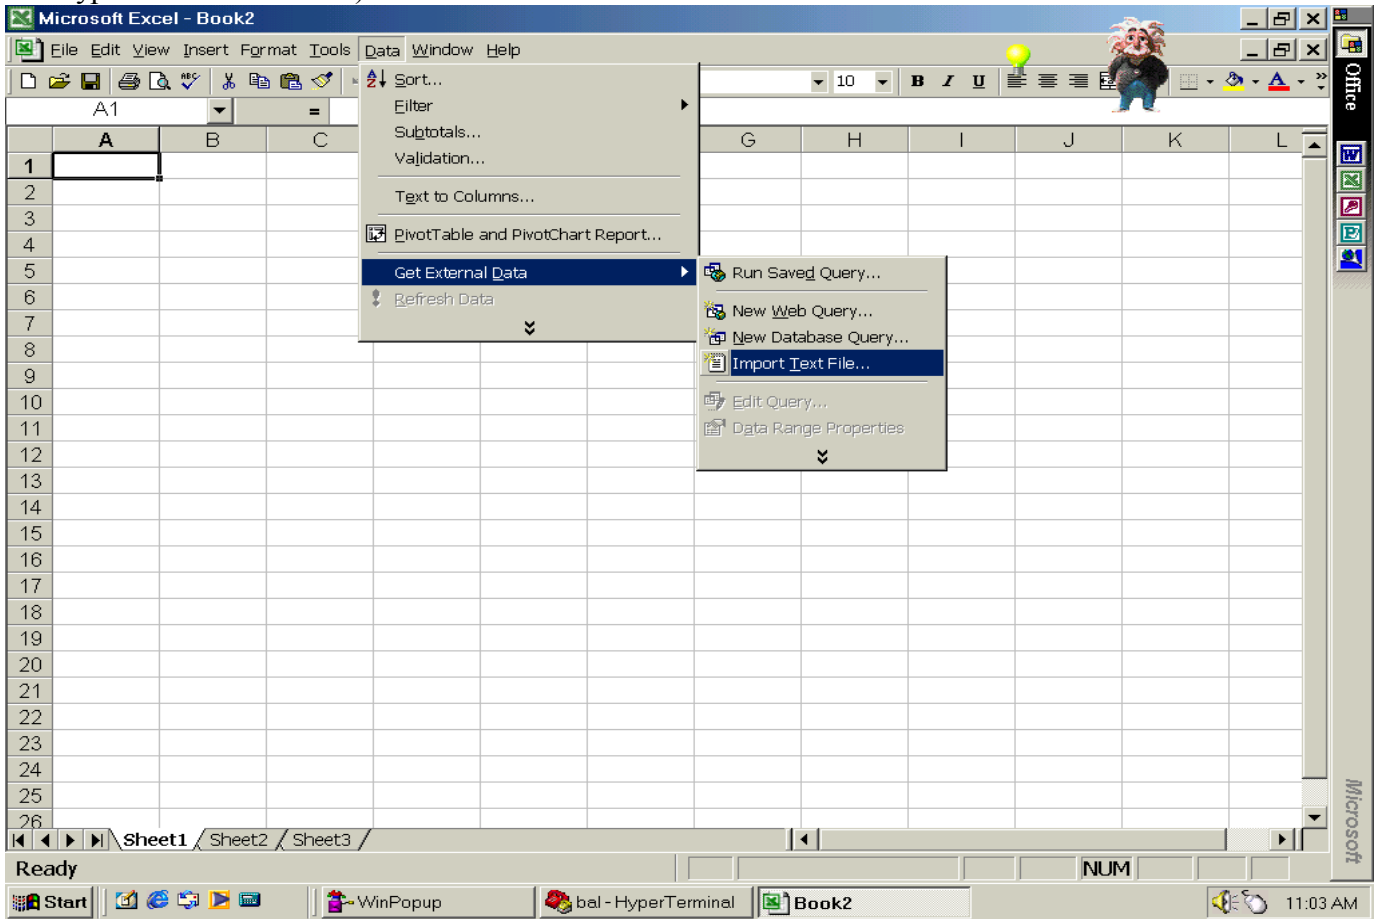 Microsoft Excel - Book2
File Edit View Insert Format Tools Data Window Help
10 B I U A
A1 =
A B C G H I J K L
Sort...
Filter
Subtotals...
Validation...
Text to Columns...
PivotTable and PivotChart Report...
Get External Data
Refresh Data
Run Saved Query...
New Web Query...
New Database Query...
Import Text File...
Edit Query...
Data Range Properties
1
2
3
4
5
6
7
8
9
10
11
12
13
14
15
16
17
18
19
20
21
22
23
24
25
26
Office
Microsoft
Sheet1 Sheet2 Sheet3
Ready NUM
Start WinPopup bal - HyperTerminal Book2 11:03 AM